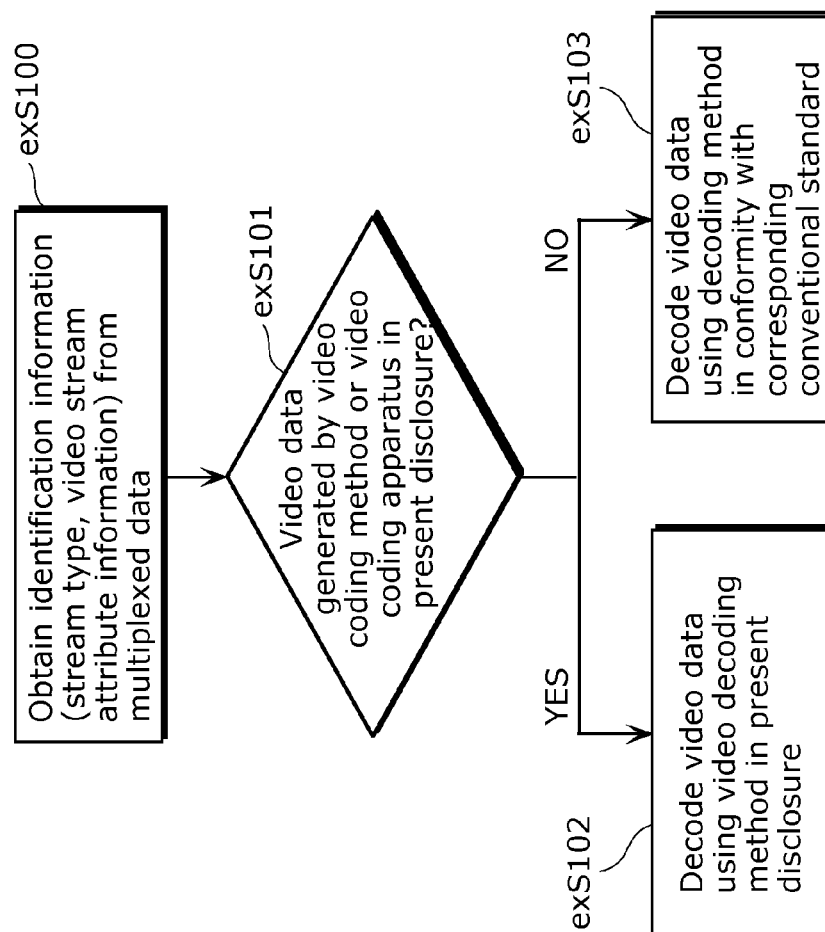 exS100
Obtain identification information
(stream type, video stream
attribute information) from
multiplexed data
exS101
Video data
generated by video
coding method or video
coding apparatus in
present disclosure?
YES
NO
exS102
Decode video data
using video decoding
method in present
disclosure
exS103
Decode video data
using decoding method
in conformity with
corresponding
conventional standard